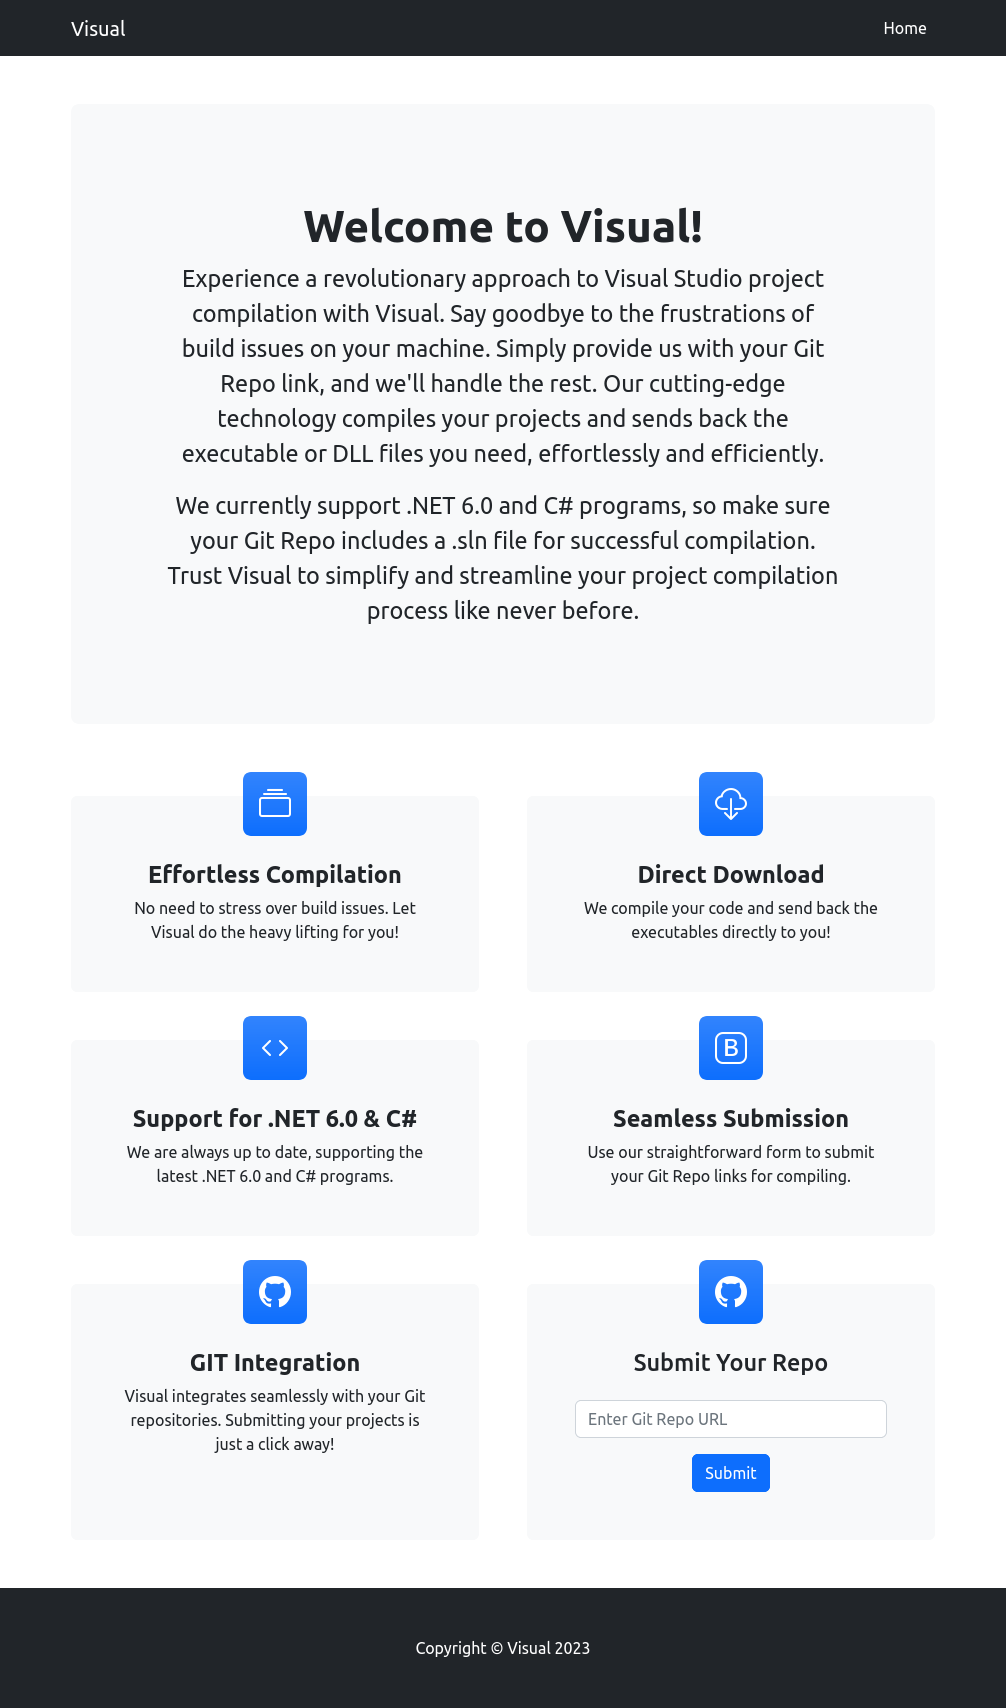 Visual
Home
Welcome to Visual!
Experience a revolutionary approach to Visual Studio project
compilation with Visual. Say goodbye to the frustrations of
build issues on your machine. Simply provide us with your Git
Repo link, and we'll handle the rest. Our cutting-edge
technology compiles your projects and sends back the
executable or DLL files you need, effortlessly and efficiently.
We currently support .NET 6.0 and C# programs, so make sure
your Git Repo includes a .sln file for successful compilation.
Trust Visual to simplify and streamline your project compilation
process like never before.
Effortless Compilation
No need to stress over build issues. Let
Visual do the heavy lifting for you!
Direct Download
We compile your code and send back the
executables directly to you!
Support for .NET 6.0 & C#
We are always up to date, supporting the
latest .NET 6.0 and C# programs.
B
Seamless Submission
Use our straightforward form to submit
your Git Repo links for compiling.
GIT Integration
Visual integrates seamlessly with your Git
repositories. Submitting your projects is
just a click away!
Submit Your Repo
Enter Git Repo URL
Submit
Copyright © Visual 2023